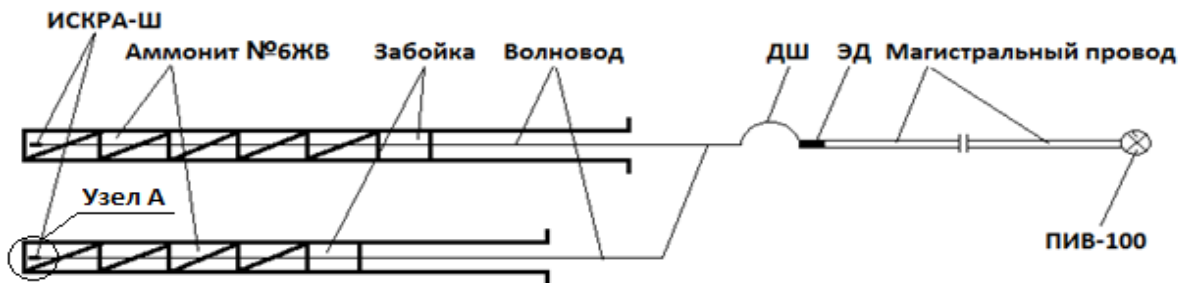 ИСКРА-Ш
Аммонит №6ЖВ
Забойка
Волновод
ДШ
ЭД
Магистральный провод
Узел А
ПИВ-100